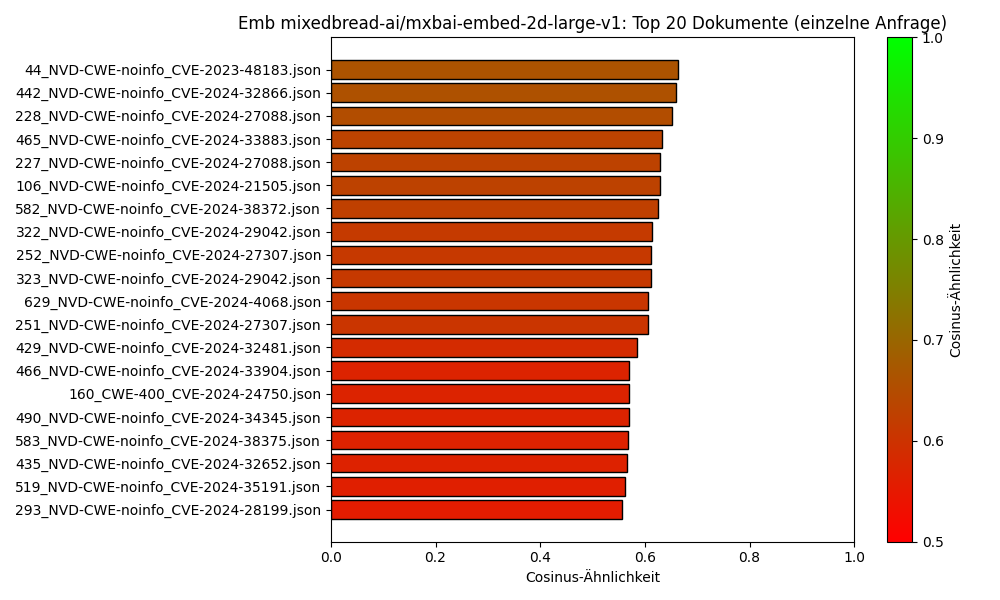 Emb mixedbread-ai/mxbai-embed-2d-large-v1: Top 20 Dokumente (einzelne Anfrage)
44_NVD-CWE-noinfo_CVE-2023-48183.json
442_NVD-CWE-noinfo_CVE-2024-32866.json
228_NVD-CWE-noinfo_CVE-2024-27088.json
465_NVD-CWE-noinfo_CVE-2024-33883.json
227_NVD-CWE-noinfo_CVE-2024-27088.json
106_NVD-CWE-noinfo_CVE-2024-21505.json
582_NVD-CWE-noinfo_CVE-2024-38372.json
322_NVD-CWE-noinfo_CVE-2024-29042.json
252_NVD-CWE-noinfo_CVE-2024-27307.json
323_NVD-CWE-noinfo_CVE-2024-29042.json
629_NVD-CWE-noinfo_CVE-2024-4068.json
251_NVD-CWE-noinfo_CVE-2024-27307.json
429_NVD-CWE-noinfo_CVE-2024-32481.json
466_NVD-CWE-noinfo_CVE-2024-33904.json
160_CWE-400_CVE-2024-24750.json
490_NVD-CWE-noinfo_CVE-2024-34345.json
583_NVD-CWE-noinfo_CVE-2024-38375.json
435_NVD-CWE-noinfo_CVE-2024-32652.json
519_NVD-CWE-noinfo_CVE-2024-35191.json
293_NVD-CWE-noinfo_CVE-2024-28199.json
0.0 0.2 0.4 0.6 0.8 1.0
Cosinus-Ähnlichkeit
1.0
0.9
0.8
0.7
0.6
0.5
Cosinus-Ähnlichkeit